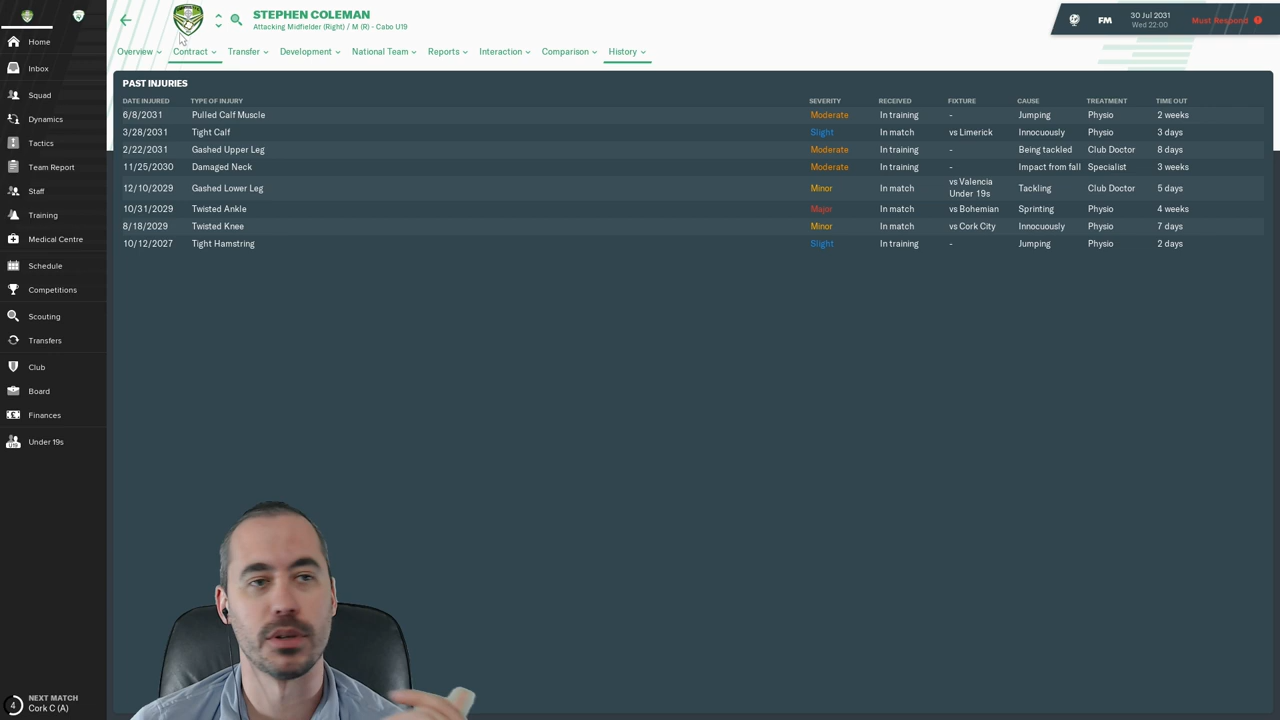 STEPHEN COLEMAN
Attacking Midfielder (Right) / M (R) - Cabo U19
FM
30 Jul 2031
Wed 22:00
Must Respond
Overview
Contract
Transfer
Development
National Team
Reports
Interaction
Comparison
History
Home
Inbox
Squad
Dynamics
Tactics
Team Report
Staff
Training
Medical Centre
Schedule
Competitions
Scouting
Transfers
Club
Board
Finances
Under 19s
4
NEXT MATCH
Cork C (A)
PAST INJURIES
DATE INJURED TYPE OF INJURY SEVERITY RECEIVED FIXTURE CAUSE TREATMENT TIME OUT
6/8/2031 Pulled Calf Muscle Moderate In training - Jumping Physio 2 weeks
3/28/2031 Tight Calf Slight In match vs Limerick Innocuously Physio 3 days
2/22/2031 Gashed Upper Leg Moderate In training - Being tackled Club Doctor 8 days
11/25/2030 Damaged Neck Moderate In training - Impact from fall Specialist 3 weeks
12/10/2029 Gashed Lower Leg Minor In match vs Valencia Under 19s Tackling Club Doctor 5 days
10/31/2029 Twisted Ankle Major In match vs Bohemian Sprinting Physio 4 weeks
8/18/2029 Twisted Knee Minor In match vs Cork City Innocuously Physio 7 days
10/12/2027 Tight Hamstring Slight In training - Jumping Physio 2 days